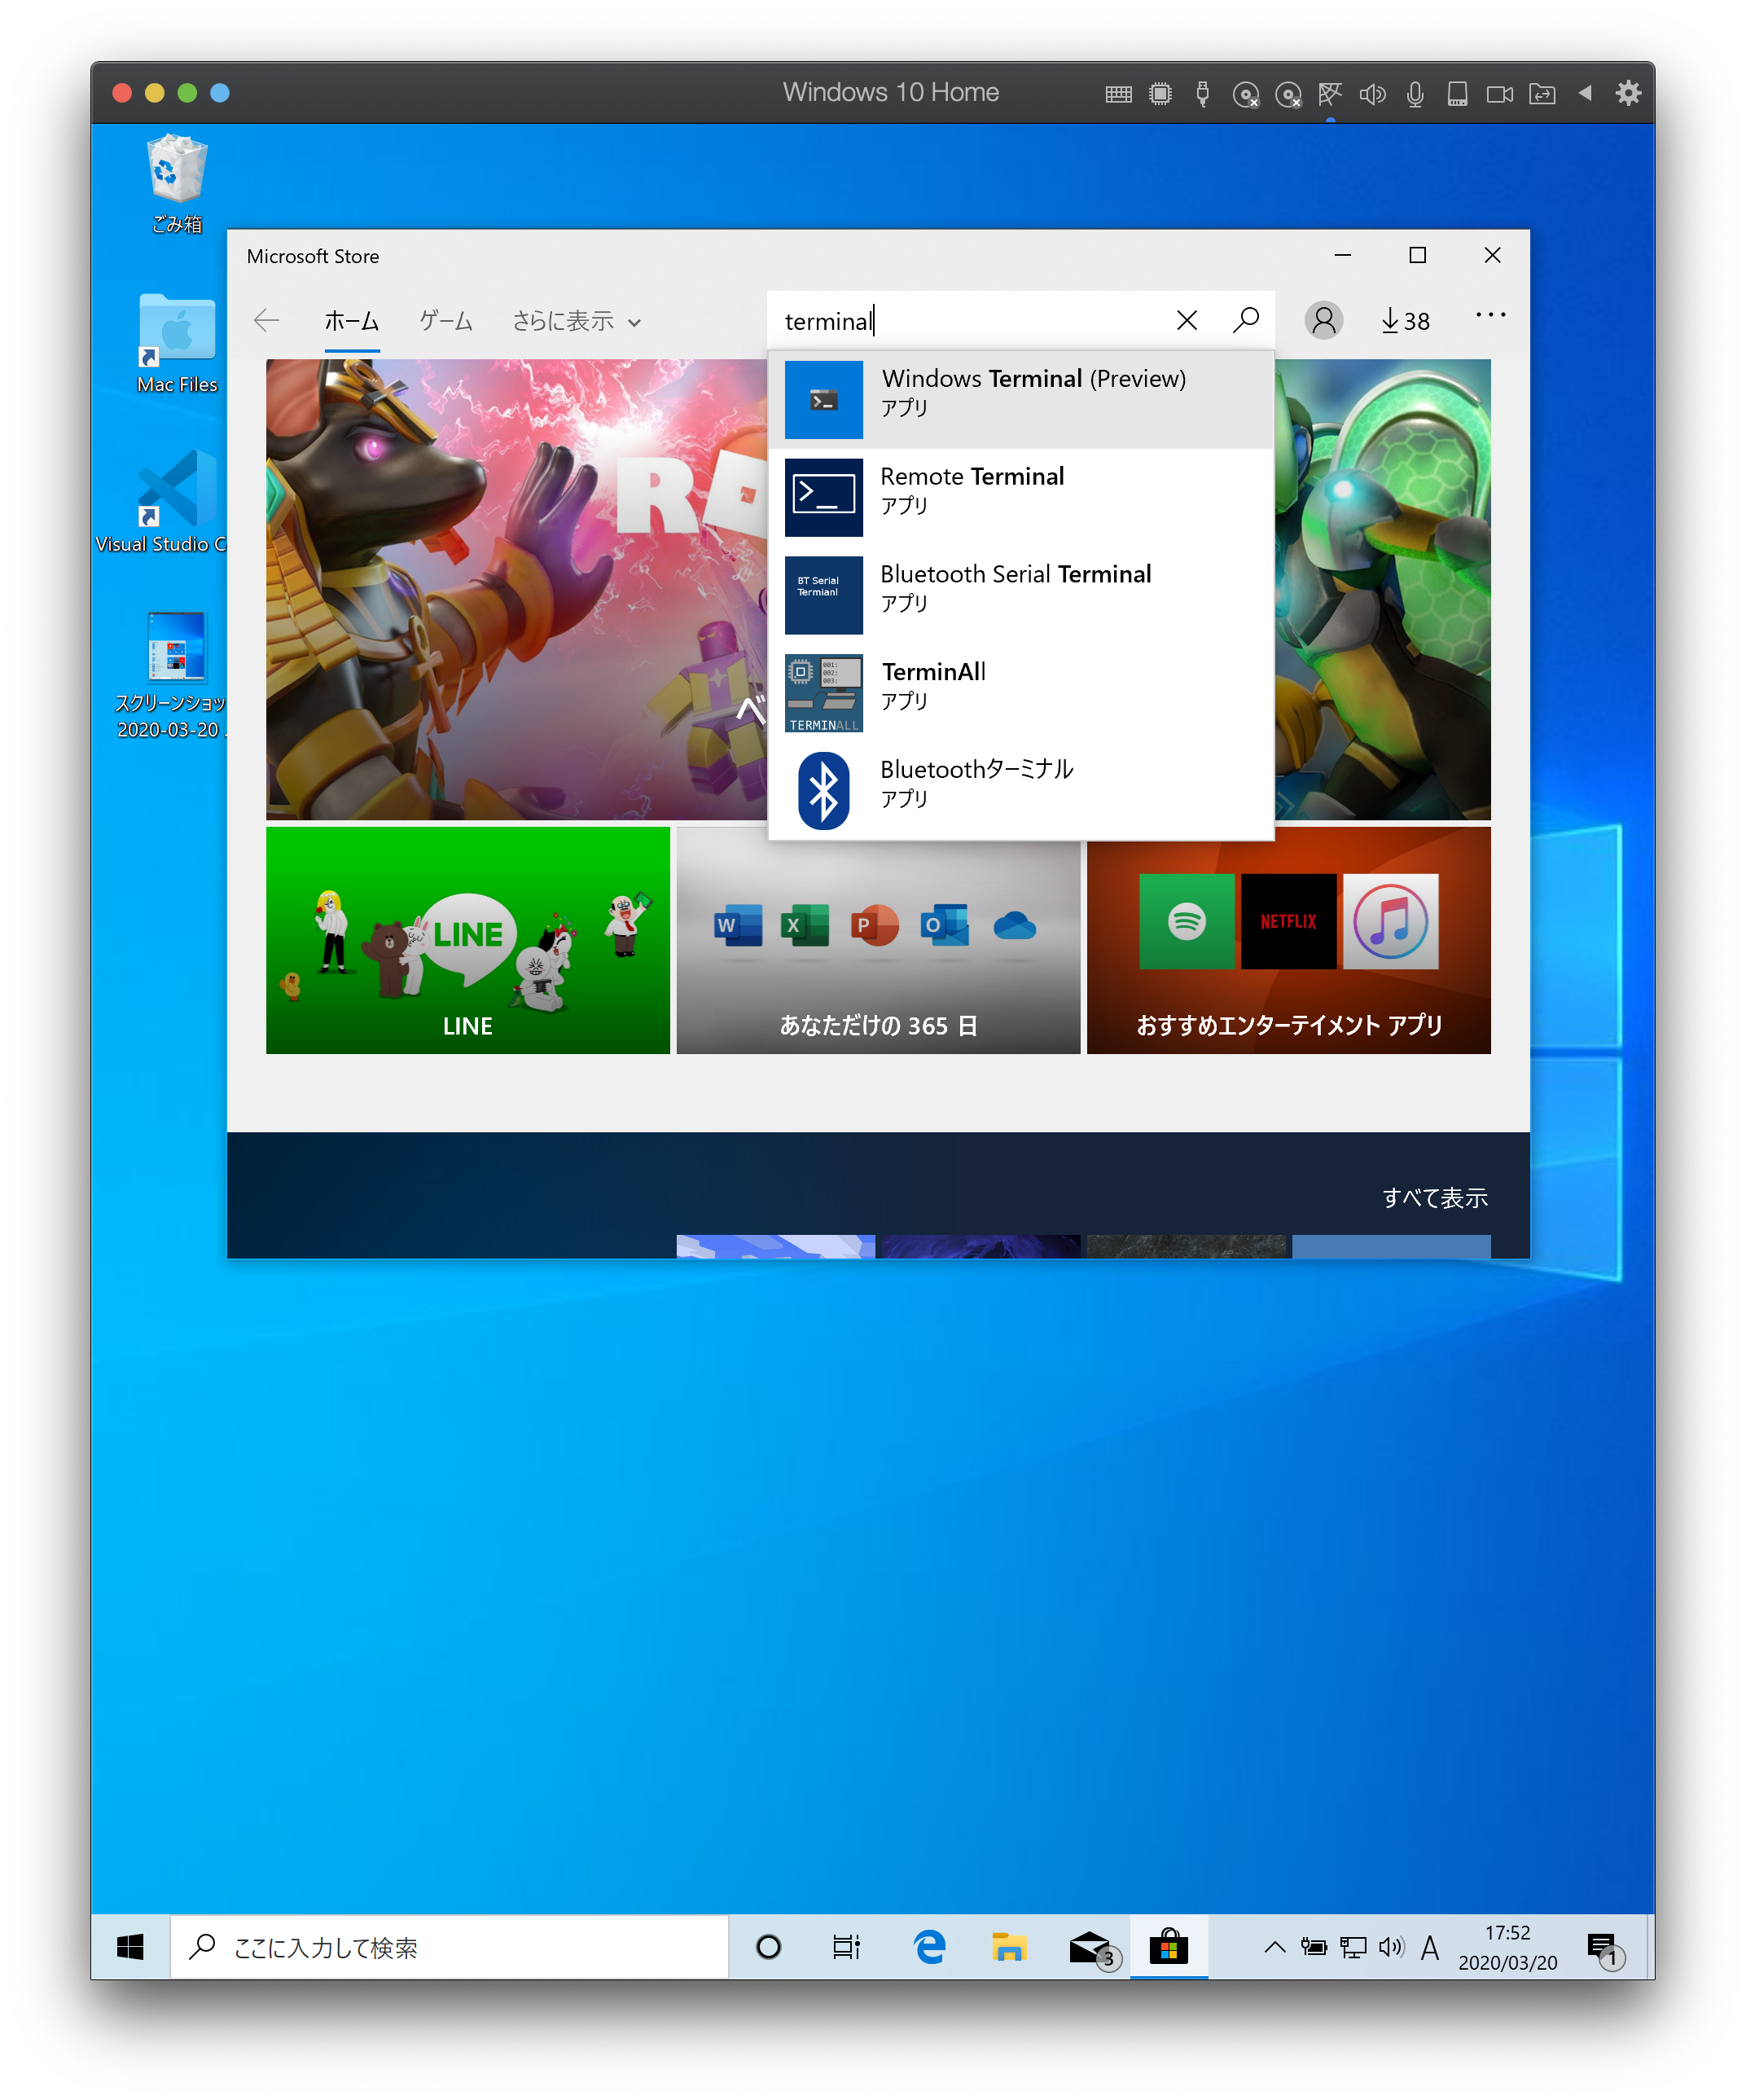 Windows 10 Home
ごみ箱
Microsoft Store
ホーム
ゲーム
さらに表示
terminal
38
Mac Files
Windows Terminal (Preview)
アプリ
Remote Terminal
アプリ
Visual Studio C
BT Serial
Termianl
Bluetooth Serial Terminal
アプリ
001:
002:
003:
TERMINALL
TerminAll
アプリ
スクリーンショッ
2020-03-20 .
Bluetoothターミナル
アプリ
R
べ
LINE
LINE
W
X
P
O
あなただけの 365 日
NETFLIX
おすすめエンターテイメント アプリ
すべて表示
ここに入力して検索
3
A
17:52
2020/03/20
1